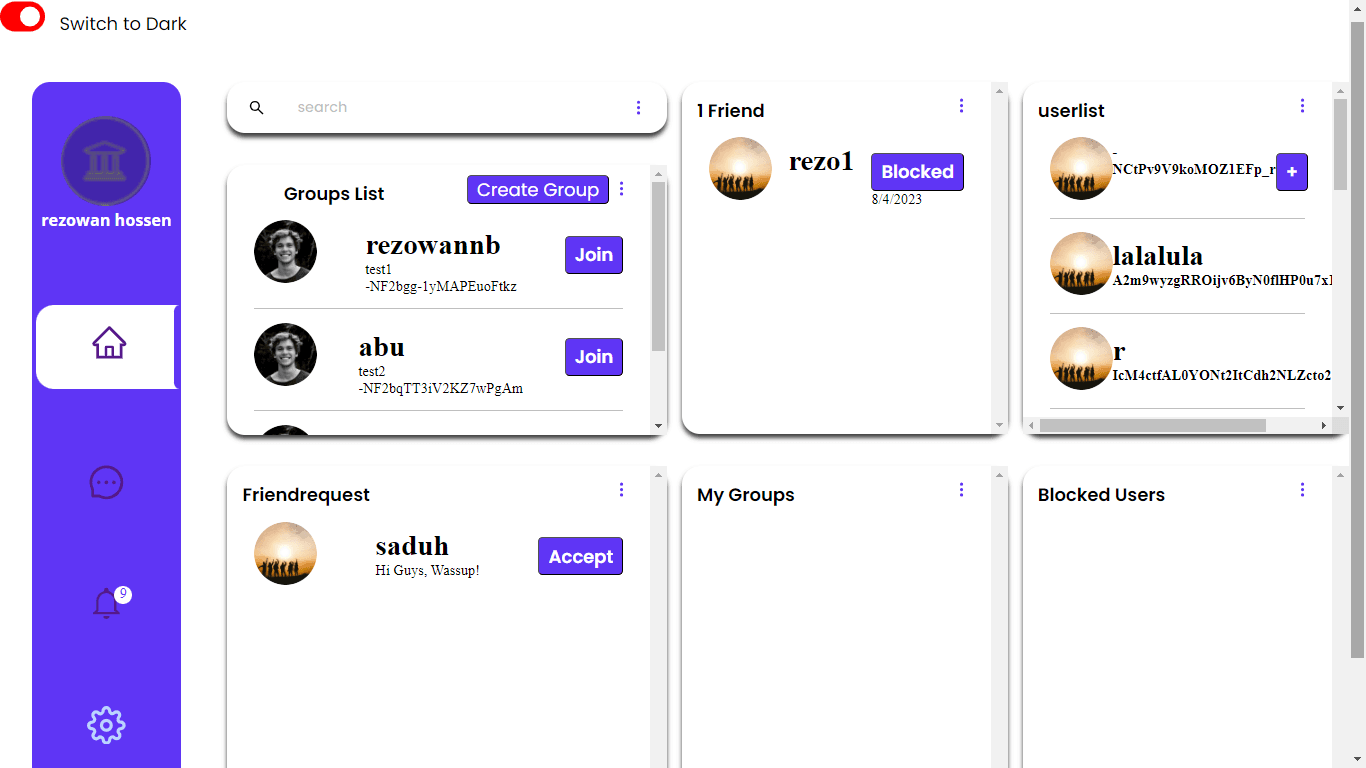 Switch to Dark
rezowan hossen
9
search
Groups List
Create Group
rezowannb
test1
-NF2bgg-1yMAPEuoFtkz
Join
abu
test2
-NF2bqTT3iV2KZ7wPgAm
Join
1 Friend
rezo1
Blocked
8/4/2023
userlist
-
NCtPv9V9koMOZ1EFp_r
+
lalalula
A2m9wyzgRROijv6ByN0flHP0u7xl
r
IcM4ctfAL0YONt2ItCdh2NLZcto2
Friendrequest
saduh
Hi Guys, Wassup!
Accept
My Groups
Blocked Users